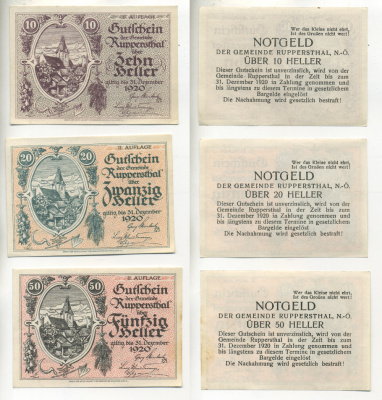 10
II. AUFLAGE
10
Gutschein
der Gemeinde
Ruppersthal
über
Zehn
Heller
gültig bis 31. Dezember
1920
Wer das Kleine nicht ehrt,
Ist des Großen nicht wert!
NOTGELD
DER GEMEINDE RUPPERSTHAL, N.-Ö.
ÜBER 10 HELLER
Dieser Gutschein ist unverzinslich, wird von der
Gemeinde Ruppersthal in der Zeit bis zum
31. Dezember 1920 in Zahlung genommen und
bis längstens zu diesem Termine in gesetzlichem
Bargelde eingelöst
Die Nachahmung wird gesetzlich bestraft!
20
II. AUFLAGE
20
Gutschein
der Gemeinde
Ruppersthal
über
Zwanzig
Heller
gültig bis 31. Dezember
1920
Wer das Kleine nicht ehrt,
Ist des Großen nicht wert!
NOTGELD
DER GEMEINDE RUPPERSTHAL, N.-Ö.
ÜBER 20 HELLER
Dieser Gutschein ist unverzinslich, wird von der
Gemeinde Ruppersthal in der Zeit bis zum
31. Dezember 1920 in Zahlung genommen und
bis längstens zu diesem Termine in gesetzlichem
Bargelde eingelöst
Die Nachahmung wird gesetzlich bestraft!
50
II. AUFLAGE
50
Gutschein
der Gemeinde
Ruppersthal
über
Fünfzig
Heller
gültig bis 31. Dezember
1920
Wer das Kleine nicht ehrt,
Ist des Großen nicht wert!
NOTGELD
DER GEMEINDE RUPPERSTHAL, N.-Ö.
ÜBER 50 HELLER
Dieser Gutschein ist unverzinslich, wird von der
Gemeinde Ruppersthal in der Zeit bis zum
31. Dezember 1920 in Zahlung genommen und
bis längstens zu diesem Termine in gesetzlichem
Bargelde eingelöst
Die Nachahmung wird gesetzlich bestraft!